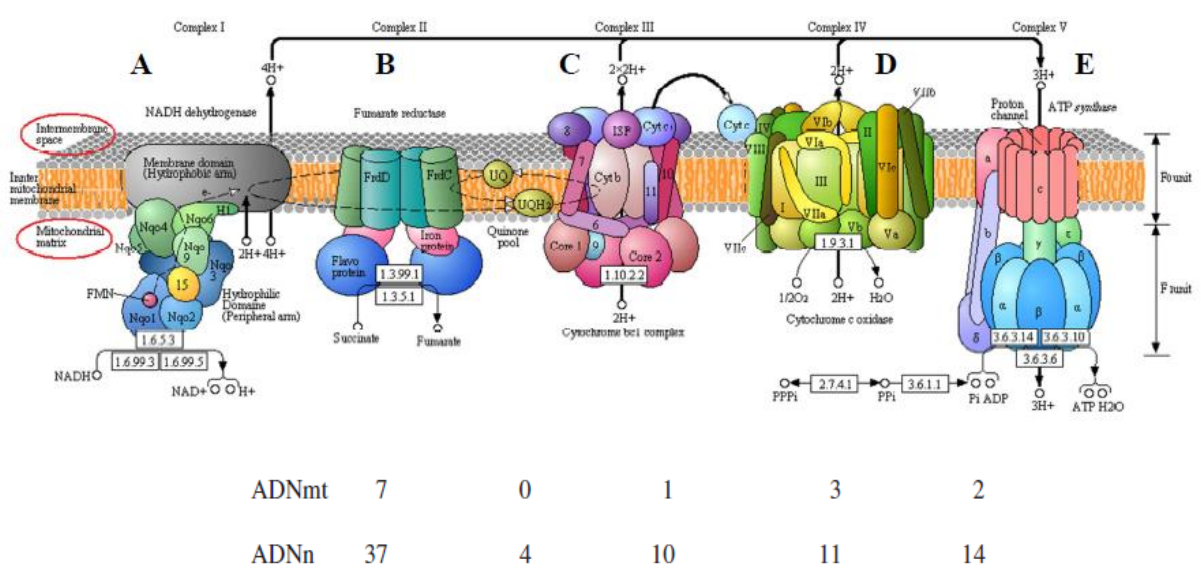 Complex I Complex II Complex III Complex IV Complex V
A B C D E
4H+ 2×2H+ 2H+ 3H+
NADH dehydrogenase Fumarate reductase Proton channel ATP synthase
Intermembrane space
Innter mitochondrial membrane
Mitochondrial matrix
Membrane domain (Hydrophobic arm)
e-
Nqo6 H1
Nqo4
Nqo5
Nqo 9
Nqo 3
15
FMN
Nqo1 Nqo2
Hydrophilic Domaine (Peripheral arm)
2H+ 4H+
1.6.5.3
1.6.99.3 1.6.99.5
NADH
NAD+ H+
FrdD FrdC
Iron protein
Flavo protein
1.3.99.1
1.3.5.1
Succinate Fumarate
UQ
UQH2
Quinone pool
8 ISP Cytc1
7 Cytb 11 10
6
Core 1 9 Core 2
1.10.2.2
2H+
Cytochrome bc1 complex
Cytc
IV VIb II VIIb
VIII VIa
III VIc
I
VIIa
VIIc Vb Va
1.9.3.1
1/2O2 2H+ H2O
Cytochrome c oxidase
a c
b
γ ε
β β
α β α
δ
3.6.3.14 3.6.3.10
3.6.3.6
Fo unit
F unit
PPPi 2.7.4.1 PPi 3.6.1.1 Pi ADP 3H+ ATP H2O
ADNmt 7 0 1 3 2
ADNn 37 4 10 11 14